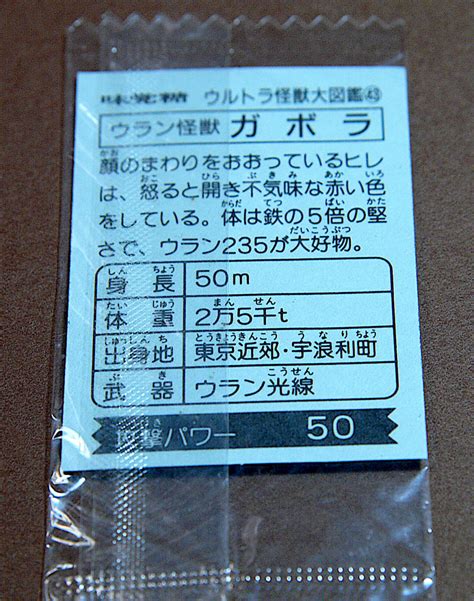 味覚糖 ウルトラ怪獣大図鑑㊸
ウラン怪獣 ガボラ
顔のまわりをおおっているヒレ
は、怒ると開き不気味な赤い色
をしている。体は鉄の5倍の堅
さで、ウラン235が大好物。
身長 50m
体重 2万5千t
出身地 東京近郊・宇浪利町
武器 ウラン光線
攻撃パワー 50